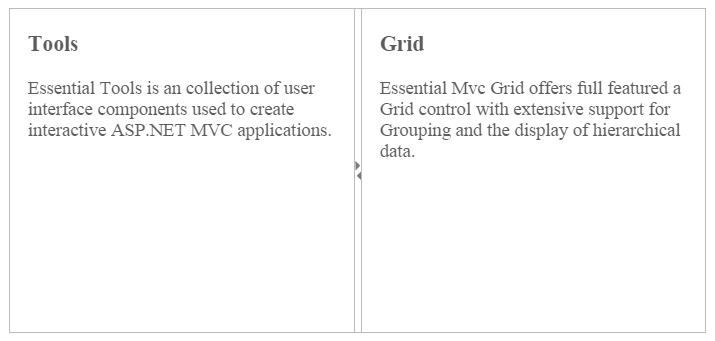 Tools
Essential Tools is an collection of user
interface components used to create
interactive ASP.NET MVC applications.
Grid
Essential Mvc Grid offers full featured a
Grid control with extensive support for
Grouping and the display of hierarchical
data.